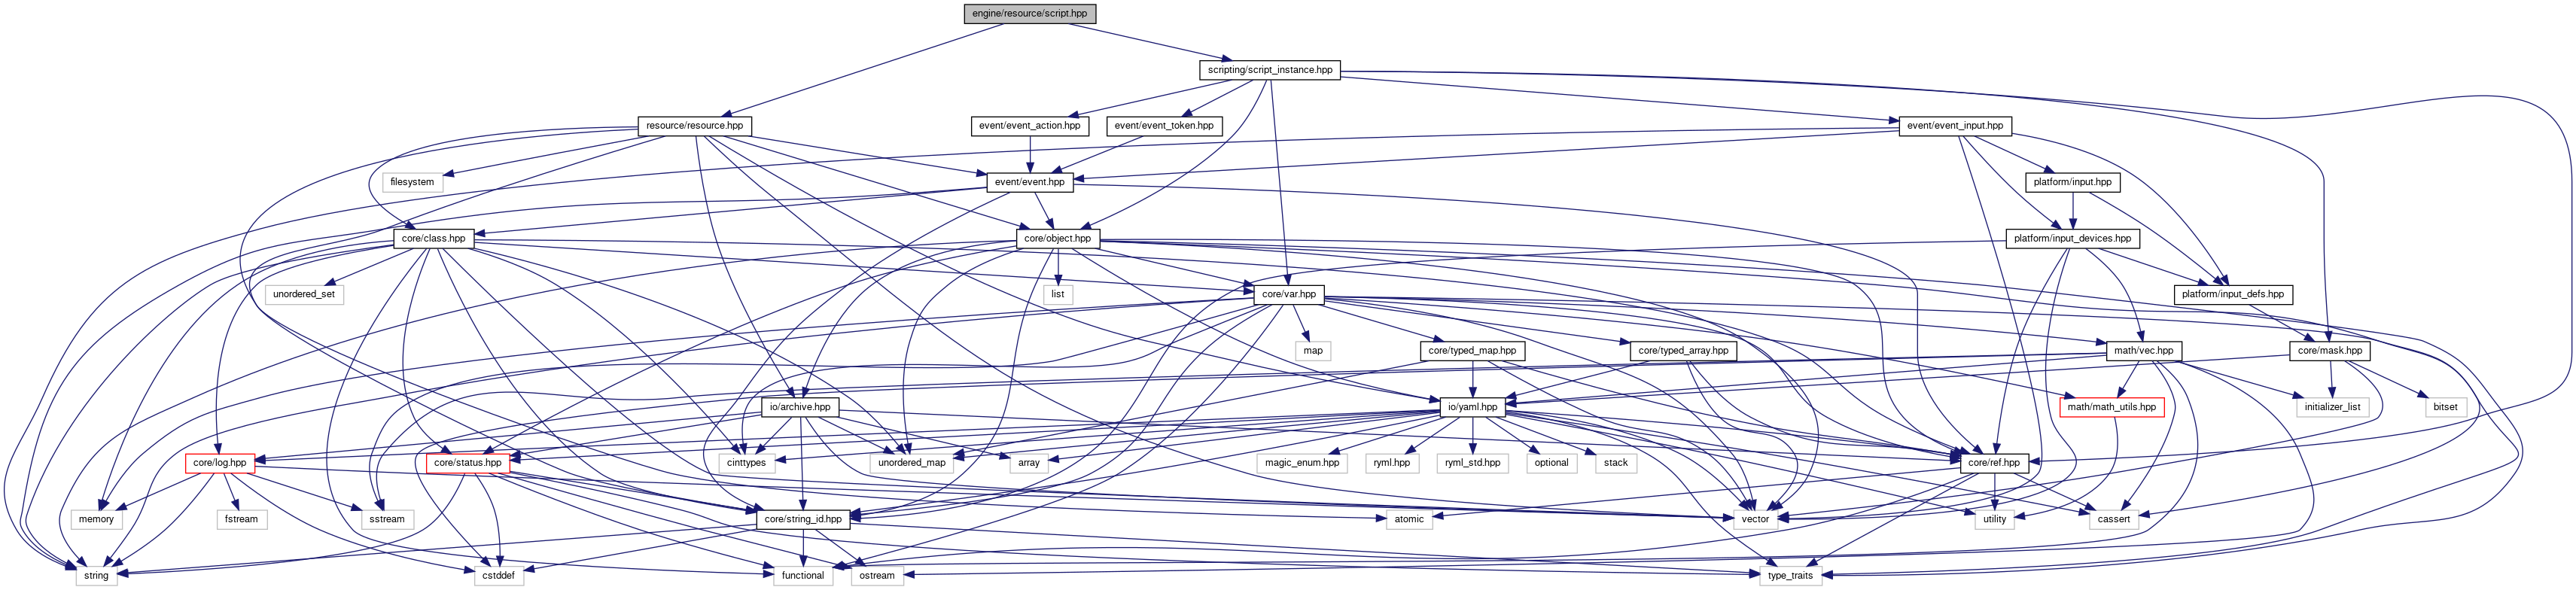 engine/resource/script.hpp
scripting/script_instance.hpp
resource/resource.hpp
event/event_action.hpp
event/event_token.hpp
event/event_input.hpp
filesystem
event/event.hpp
platform/input.hpp
core/class.hpp
core/object.hpp
platform/input_devices.hpp
unordered_set
list
core/var.hpp
platform/input_defs.hpp
map
core/typed_map.hpp
core/typed_array.hpp
math/vec.hpp
core/mask.hpp
io/archive.hpp
io/yaml.hpp
math/math_utils.hpp
initializer_list
bitset
core/log.hpp
core/status.hpp
cinttypes
unordered_map
array
magic_enum.hpp
ryml.hpp
ryml_std.hpp
optional
stack
core/ref.hpp
memory
fstream
sstream
core/string_id.hpp
atomic
vector
utility
cassert
string
cstddef
functional
ostream
type_traits